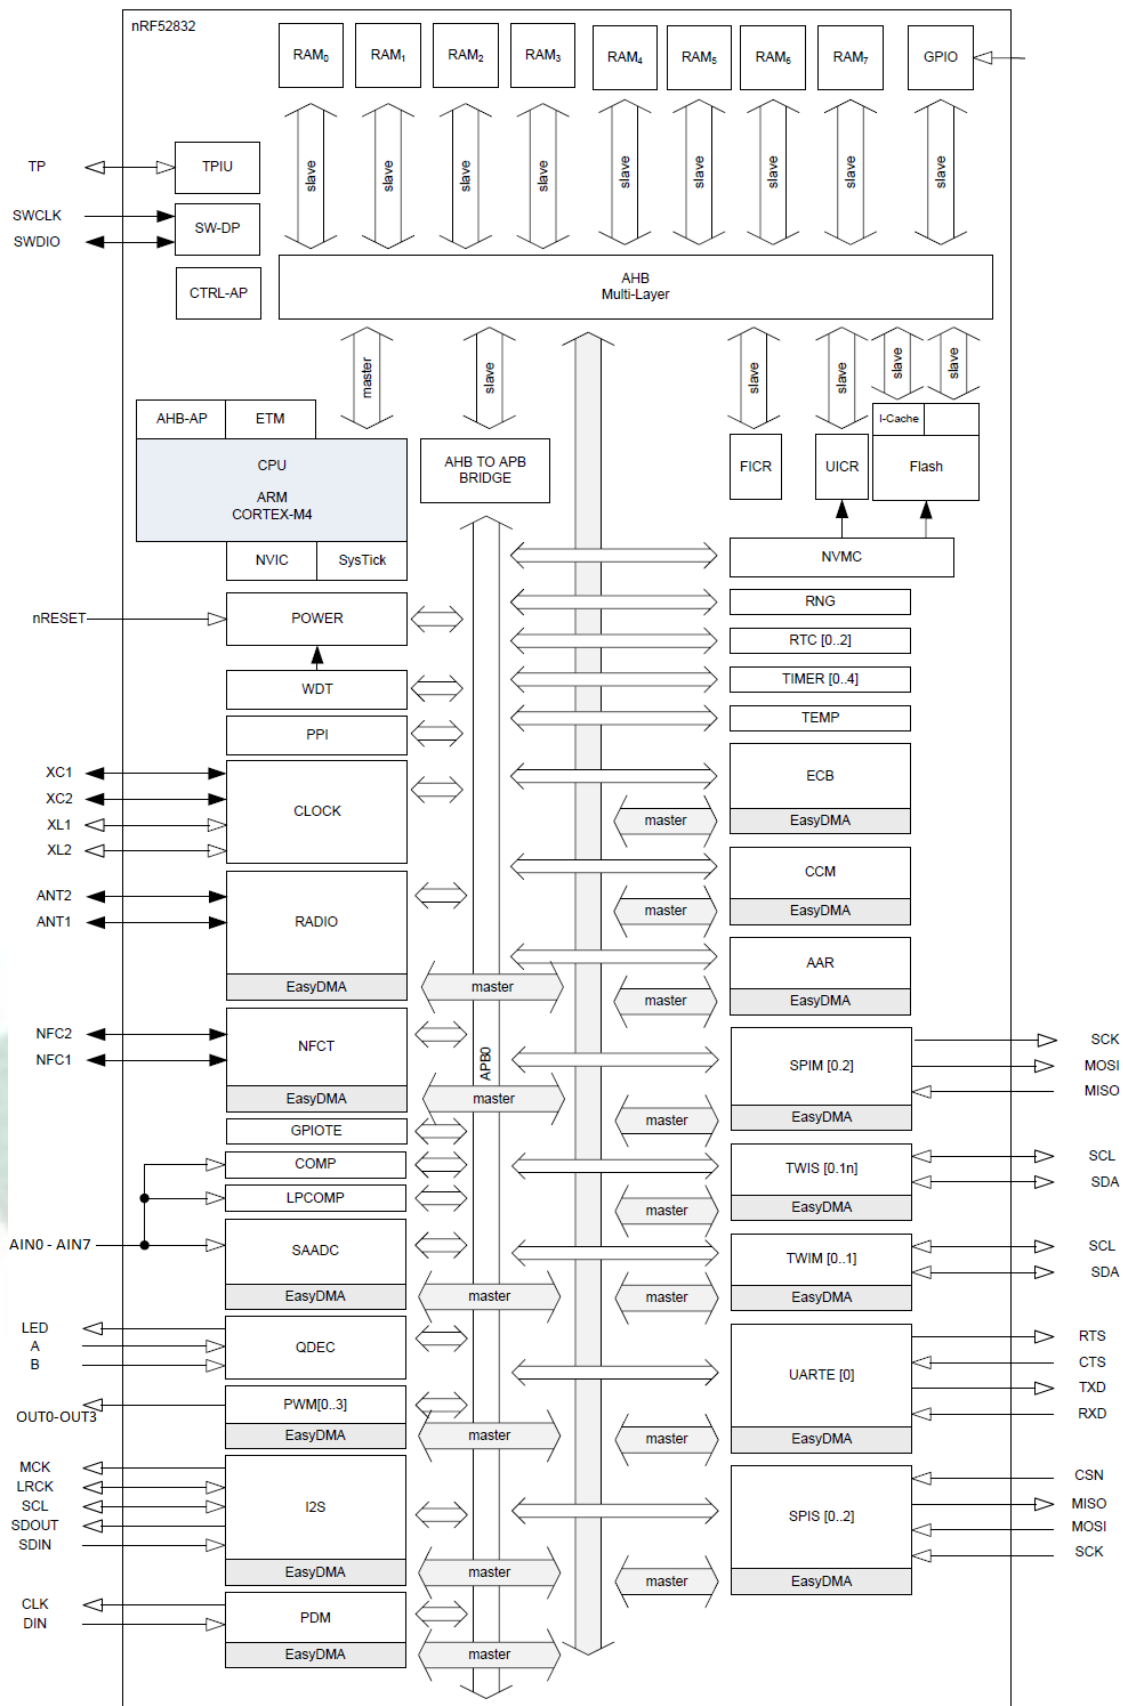 nRF52832
RAM0
RAM1
RAM2
RAM3
RAM4
RAM5
RAM6
RAM7
GPIO
slave
slave
slave
slave
slave
slave
slave
slave
slave
TP
TPIU
SWCLK
SWDIO
SW-DP
CTRL-AP
AHB
Multi-Layer
master
slave
slave
slave
slave
slave
AHB-AP
ETM
CPU
ARM
CORTEX-M4
NVIC
SysTick
AHB TO APB
BRIDGE
FICR
UICR
I-Cache
Flash
NVMC
nRESET
POWER
RNG
RTC [0..2]
WDT
TIMER [0..4]
PPI
TEMP
XC1
XC2
XL1
XL2
CLOCK
ECB
master
EasyDMA
ANT2
ANT1
RADIO
EasyDMA
master
CCM
master
EasyDMA
AAR
master
EasyDMA
NFC2
NFC1
NFCT
EasyDMA
master
APB0
SPIM [0.2]
master
EasyDMA
SCK
MOSI
MISO
GPIOTE
COMP
LPCOMP
AIN0 - AIN7
SAADC
EasyDMA
master
TWIS [0.1n]
master
EasyDMA
SCL
SDA
TWIM [0..1]
master
EasyDMA
SCL
SDA
LED
A
B
QDEC
UARTE [0]
master
EasyDMA
RTS
CTS
TXD
RXD
OUT0-OUT3
PWM[0..3]
EasyDMA
master
MCK
LRCK
SCL
SDOUT
SDIN
I2S
EasyDMA
master
SPIS [0..2]
master
EasyDMA
CSN
MISO
MOSI
SCK
CLK
DIN
PDM
EasyDMA
master